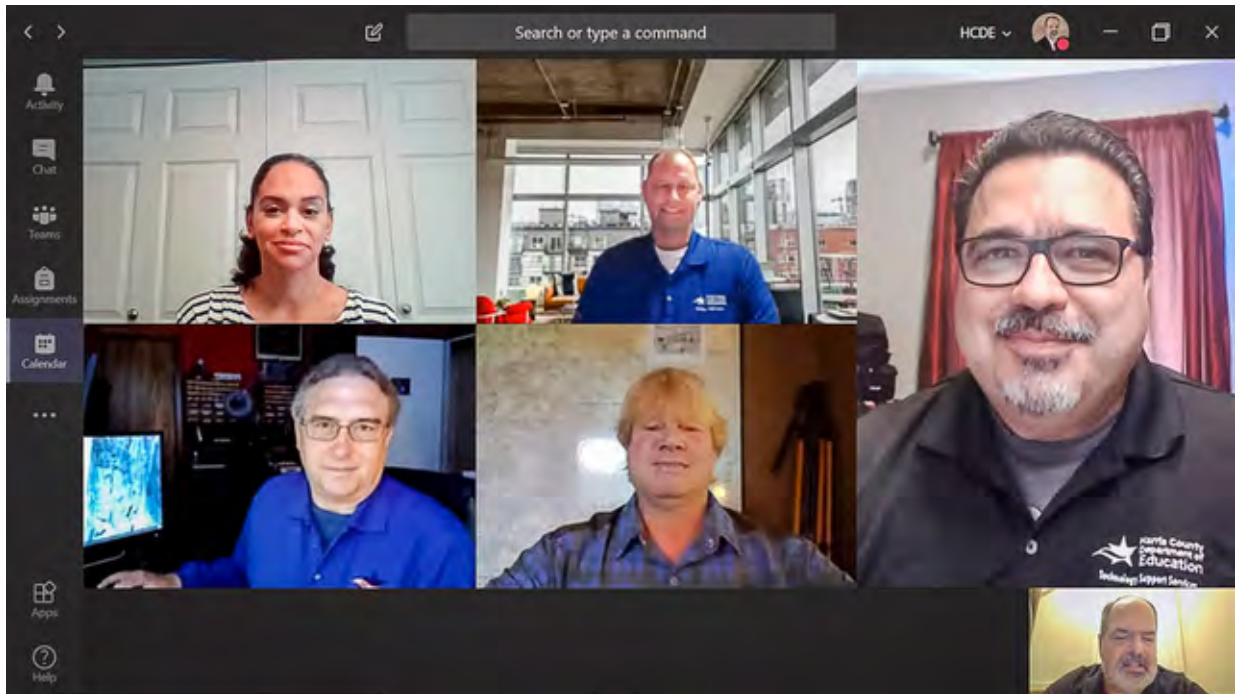 Search or type a command
HCDE
Activity
Chat
Teams
Assignments
Calendar
Apps
Help
Harris County
Department of
Education
Technology Support Services